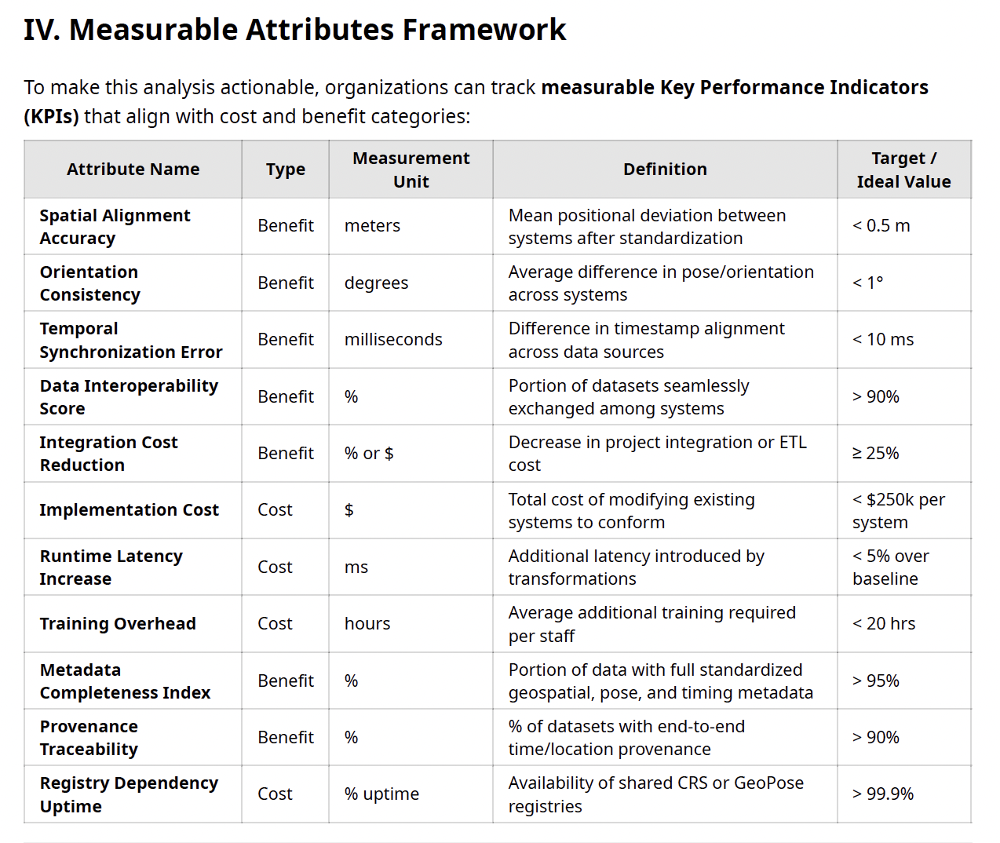 IV. Measurable Attributes Framework
To make this analysis actionable, organizations can track measurable Key Performance Indicators
(KPIs) that align with cost and benefit categories:
Attribute Name Type Measurement Unit Definition Target / Ideal Value
Spatial Alignment Accuracy Benefit meters Mean positional deviation between systems after standardization < 0.5 m
Orientation Consistency Benefit degrees Average difference in pose/orientation across systems < 1°
Temporal Synchronization Error Benefit milliseconds Difference in timestamp alignment across data sources < 10 ms
Data Interoperability Score Benefit % Portion of datasets seamlessly exchanged among systems > 90%
Integration Cost Reduction Benefit % or $ Decrease in project integration or ETL cost ≥ 25%
Implementation Cost Cost $ Total cost of modifying existing systems to conform < $250k per system
Runtime Latency Increase Cost ms Additional latency introduced by transformations < 5% over baseline
Training Overhead Cost hours Average additional training required per staff < 20 hrs
Metadata Completeness Index Benefit % Portion of data with full standardized geospatial, pose, and timing metadata > 95%
Provenance Traceability Benefit % % of datasets with end-to-end time/location provenance > 90%
Registry Dependency Uptime Cost % uptime Availability of shared CRS or GeoPose registries > 99.9%